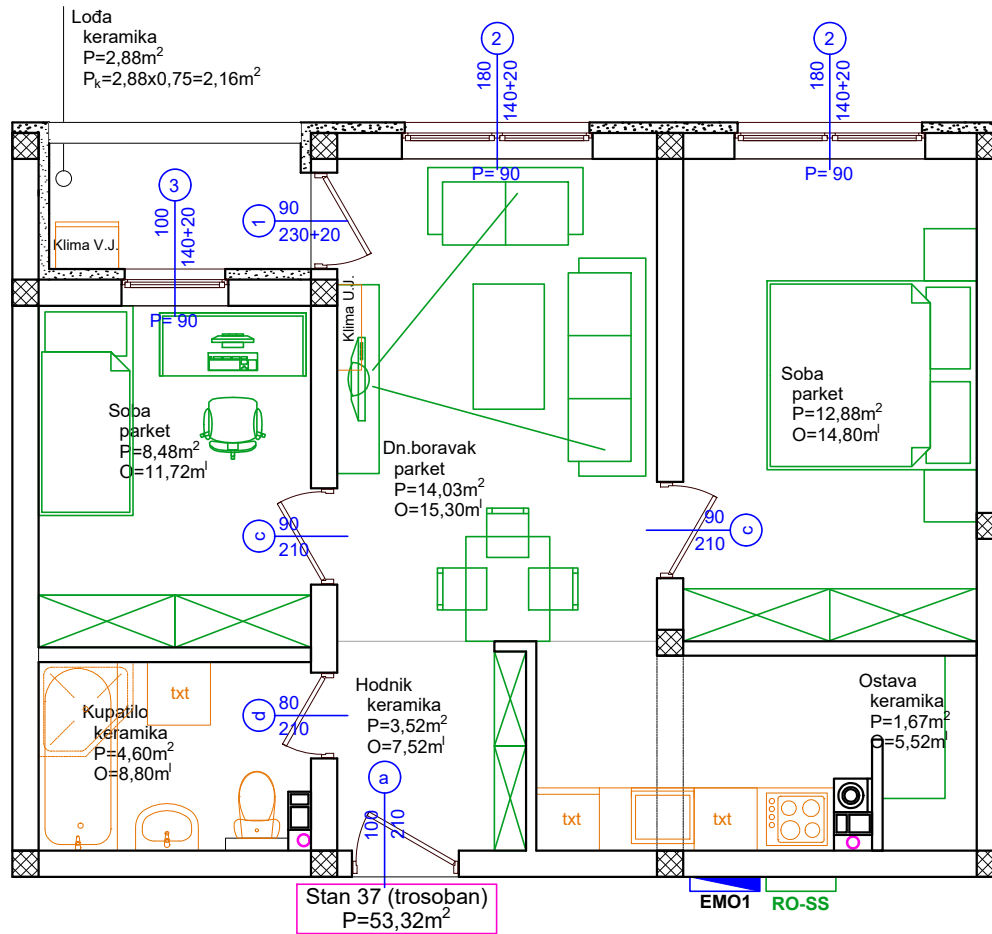 Lođa
keramika
P=2,88m²
Pₖ=2,88x0,75=2,16m²
2
180
140+20
P= 90
2
180
140+20
P= 90
3
100
140+20
P= 90
1
90
230+20
Klima V.J.
Klima U.J.
Soba
parket
P=8,48m²
O=11,72mˡ
Dn.boravak
parket
P=14,03m²
O=15,30mˡ
Soba
parket
P=12,88m²
O=14,80mˡ
c
90
210
90
210
c
txt
Kupatilo
keramika
P=4,60m²
O=8,80mˡ
d
80
210
Hodnik
keramika
P=3,52m²
O=7,52mˡ
a
100
210
Ostava
keramika
P=1,67m²
O=5,52mˡ
txt
txt
Stan 37 (trosoban)
P=53,32m²
EMO1
RO-SS